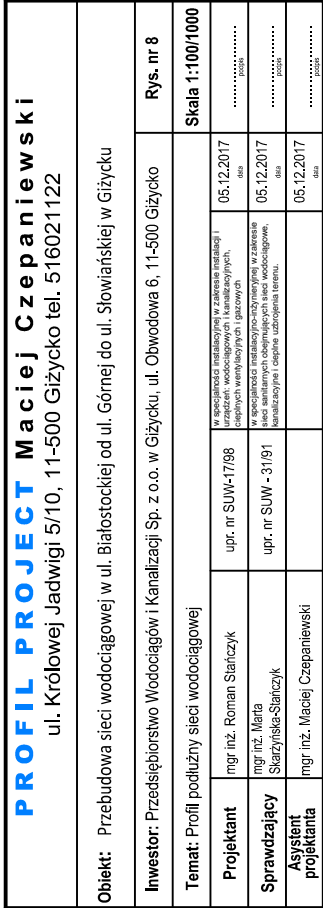 PROFIL PROJECT Maciej Czepaniewski
ul. Królowej Jadwigi 5/10, 11-500 Giżycko tel. 516021122
Obiekt: Przebudowa sieci wodociągowej w ul. Białostockiej od ul. Górnej do ul. Słowiańskiej w Giżycku
Inwestor: Przedsiębiorstwo Wodociągów i Kanalizacji Sp. z o.o. w Giżycku, ul. Obwodowa 6, 11-500 Giżycko
Rys. nr 8
Temat: Profil podłużny sieci wodociągowej
Skala 1:100/1000
Projektant
mgr inż. Roman Stańczyk
upr. nr SUW-17/98
w specjalności instalacyjnej w zakresie instalacji i
urządzeń: wodociągowych i kanalizacyjnych,
cieplnych wentylacyjnych i gazowych
05.12.2017
data
....................
podpis
Sprawdzający
mgr inż. Marta
Skarżyńska-Stańczyk
upr. nr SUW - 31/91
w specjalności instalacyjno-inżynieryjnej w zakresie
sieci sanitarnych obejmujących sieci wodociągowe,
kanalizacyjne i cieplne uzbrojenia terenu.
05.12.2017
data
....................
podpis
Asystent
projektanta
mgr inż. Maciej Czepaniewski
05.12.2017
data
....................
podpis